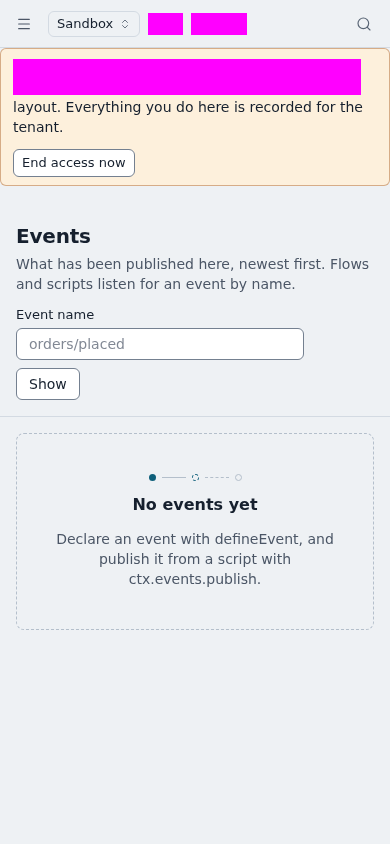 Sandbox
layout. Everything you do here is recorded for the
tenant.
End access now
Events
What has been published here, newest first. Flows
and scripts listen for an event by name.
Event name
orders/placed
Show
No events yet
Declare an event with defineEvent, and
publish it from a script with
ctx.events.publish.